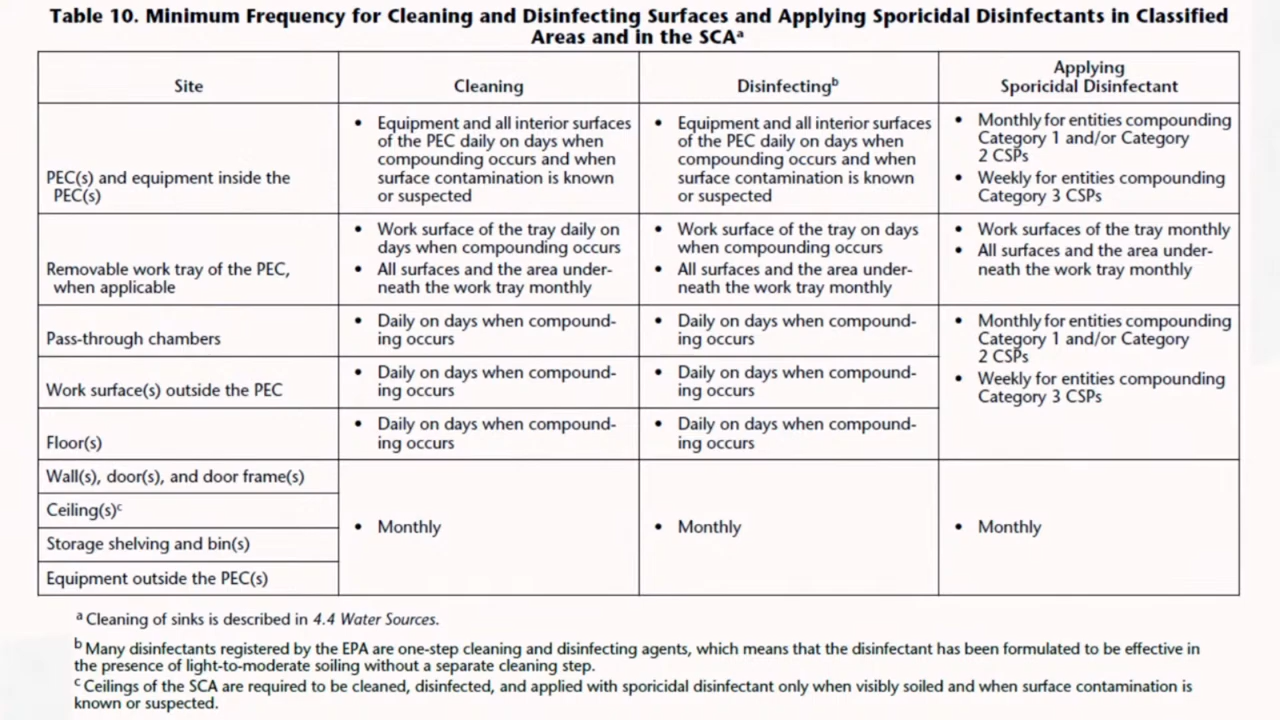 Table 10. Minimum Frequency for Cleaning and Disinfecting Surfaces and Applying Sporicidal Disinfectants in Classified
Areas and in the SCAᵃ
Site
Cleaning
Disinfectingᵇ
Applying
Sporicidal Disinfectant
PEC(s) and equipment inside the
PEC(s)
• Equipment and all interior surfaces
of the PEC daily on days when
compounding occurs and when
surface contamination is known
or suspected
• Equipment and all interior surfaces
of the PEC daily on days when
compounding occurs and when
surface contamination is known
or suspected
• Monthly for entities compounding
Category 1 and/or Category
2 CSPs
• Weekly for entities compounding
Category 3 CSPs
Removable work tray of the PEC,
when applicable
• Work surface of the tray daily on
days when compounding occurs
• All surfaces and the area under-
neath the work tray monthly
• Work surface of the tray on days
when compounding occurs
• All surfaces and the area under-
neath the work tray monthly
• Work surfaces of the tray monthly
• All surfaces and the area under-
neath the work tray monthly
Pass-through chambers
• Daily on days when compound-
ing occurs
• Daily on days when compound-
ing occurs
• Monthly for entities compounding
Category 1 and/or Category
2 CSPs
• Weekly for entities compounding
Category 3 CSPs
Work surface(s) outside the PEC
• Daily on days when compound-
ing occurs
• Daily on days when compound-
ing occurs
Floor(s)
• Daily on days when compound-
ing occurs
• Daily on days when compound-
ing occurs
Wall(s), door(s), and door frame(s)
Ceiling(s)ᶜ
Storage shelving and bin(s)
Equipment outside the PEC(s)
• Monthly
• Monthly
• Monthly
ᵃ Cleaning of sinks is described in 4.4 Water Sources.
ᵇ Many disinfectants registered by the EPA are one-step cleaning and disinfecting agents, which means that the disinfectant has been formulated to be effective in
the presence of light-to-moderate soiling without a separate cleaning step.
ᶜ Ceilings of the SCA are required to be cleaned, disinfected, and applied with sporicidal disinfectant only when visibly soiled and when surface contamination is
known or suspected.